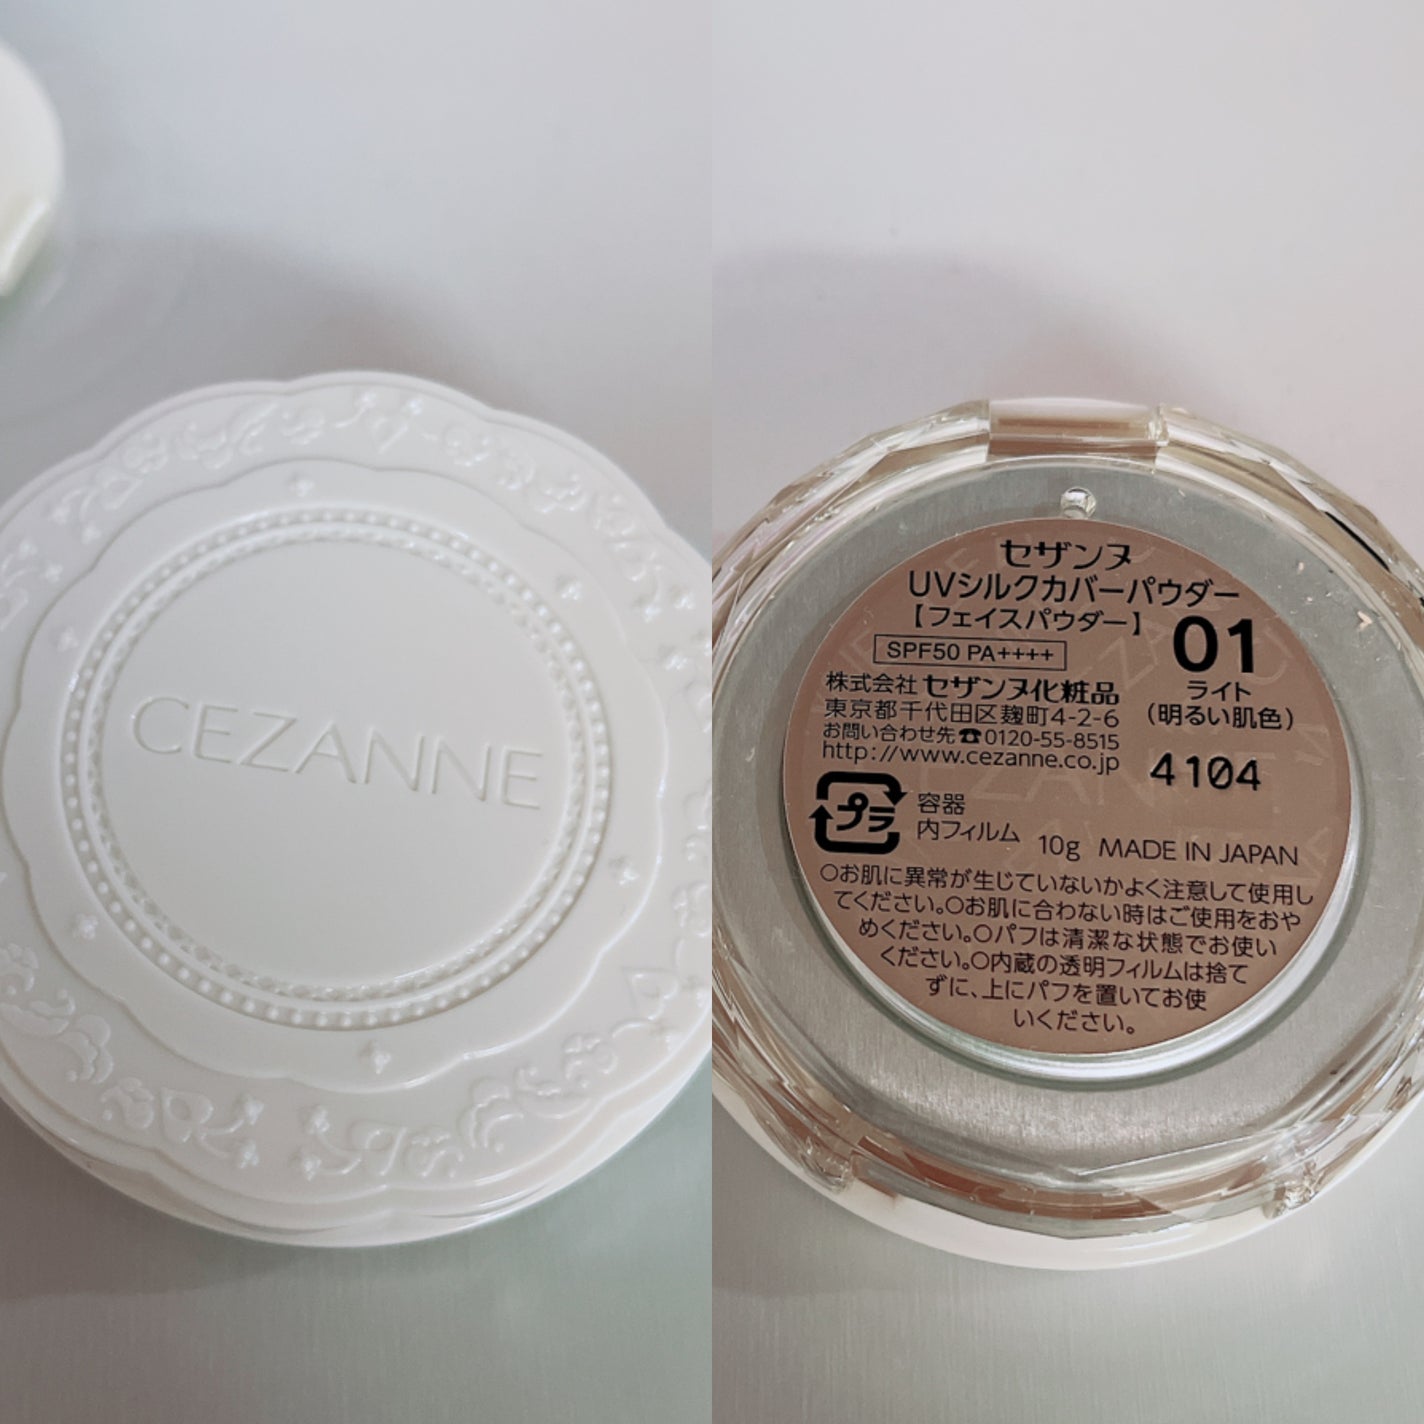 CEZANNE
セザンヌ
UVシルクカバーパウダー
【フェイスパウダー】
SPF50 PA++++
01
ライト
(明るい肌色)
株式会社 セザンヌ化粧品
東京都千代田区麹町4-2-6
お問い合わせ先☎0120-55-8515
http://www.cezanne.co.jp
4104
プラ
容器
内フィルム
10g MADE IN JAPAN
○お肌に異常が生じていないかよく注意して使用し
てください。○お肌に合わない時はご使用をおや
めください。○パフは清潔な状態でお使い
ください。○内蔵の透明フィルムは捨て
ずに、上にパフを置いてお使
いください。